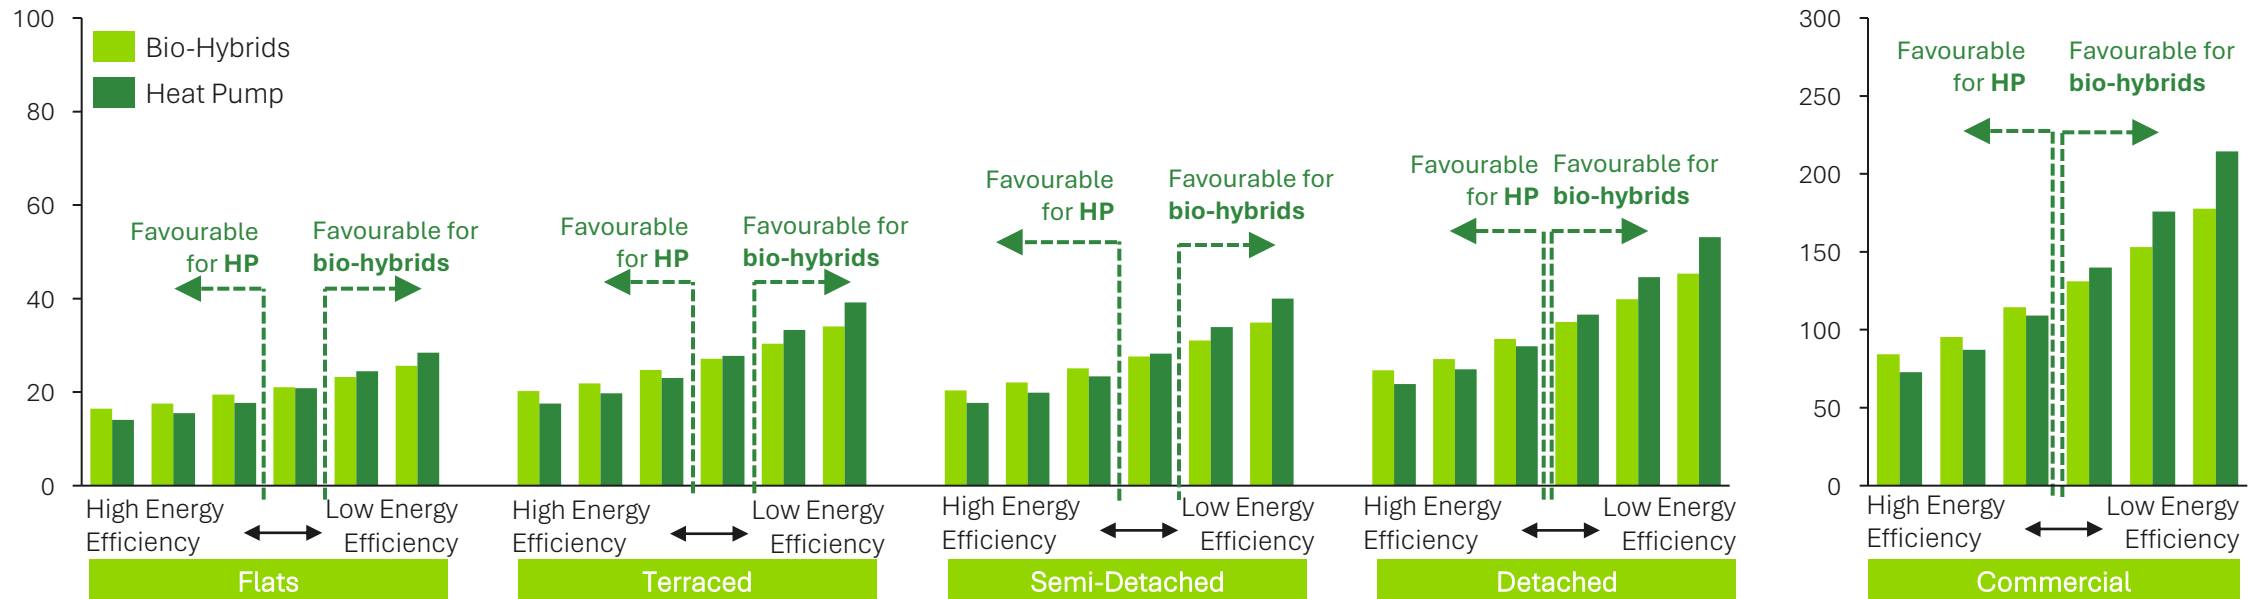 100
80
60
40
20
0
Bio-Hybrids
Heat Pump
Favourable
for HP
Favourable for
bio-hybrids
High Energy
Efficiency
Low Energy
Efficiency
Flats
Favourable
for HP
Favourable for
bio-hybrids
High Energy
Efficiency
Low Energy
Efficiency
Terraced
Favourable
for HP
Favourable for
bio-hybrids
High Energy
Efficiency
Low Energy
Efficiency
Semi-Detached
Favourable
for HP
Favourable for
bio-hybrids
High Energy
Efficiency
Low Energy
Efficiency
Detached
300
250
200
150
100
50
0
Favourable
for HP
Favourable for
bio-hybrids
High Energy
Efficiency
Low Energy
Efficiency
Commercial